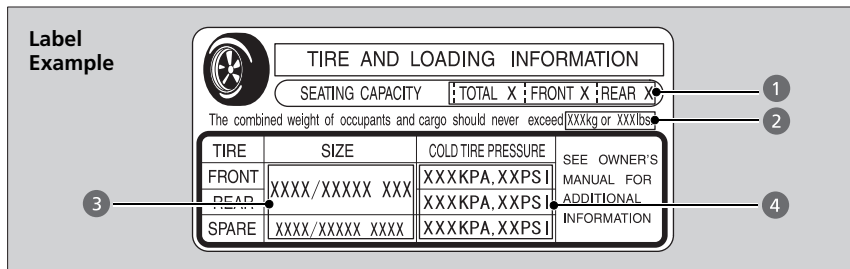 Label
Example
TIRE AND LOADING INFORMATION
SEATING CAPACITY TOTAL X FRONT X REAR X
1
The combined weight of occupants and cargo should never exceed XXXkg or XXXlbs
2
TIRE SIZE COLD TIRE PRESSURE
SEE OWNER'S
MANUAL FOR
ADDITIONAL
INFORMATION
FRONT XXXX/XXXXX XXX XXXKPA,XXPSI
REAR XXXKPA,XXPSI
3
4
SPARE XXXX/XXXXX XXXX XXXKPA,XXPSI